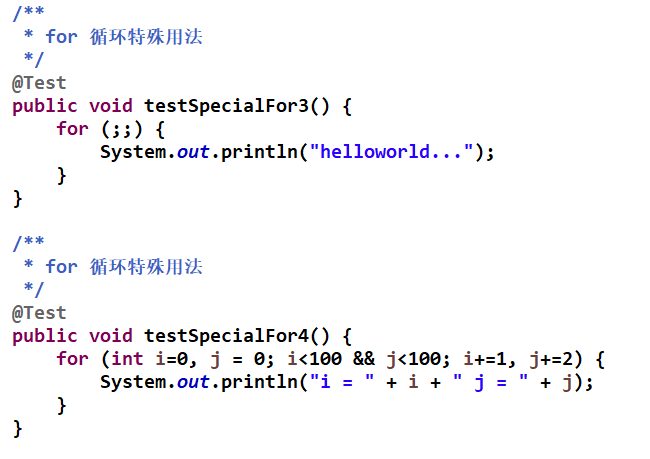 /**
 * for 循环特殊用法
 */
@Test
public void testSpecialFor3() {
    for (;;) {
        System.out.println("helloworld...");
    }
}

/**
 * for 循环特殊用法
 */
@Test
public void testSpecialFor4() {
    for (int i=0, j = 0; i<100 && j<100; i+=1, j+=2) {
        System.out.println("i = " + i + " j = " + j);
    }
}